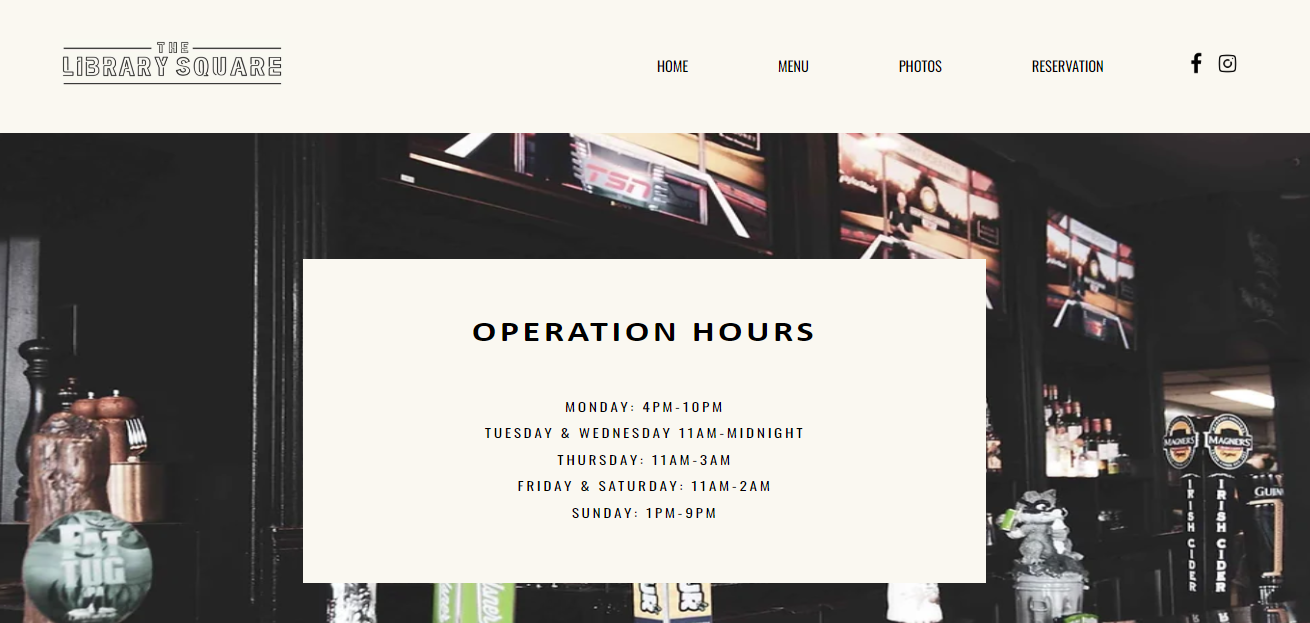 THE
LIBRARY SQUARE
HOME MENU PHOTOS RESERVATION
TSN
OPERATION HOURS
MONDAY: 4PM-10PM
TUESDAY & WEDNESDAY 11AM-MIDNIGHT
THURSDAY: 11AM-3AM
FRIDAY & SATURDAY: 11AM-2AM
SUNDAY: 1PM-9PM
MAGNERS MAGNERS
IRISH CIDER
IRISH CIDER
FAT
TUG